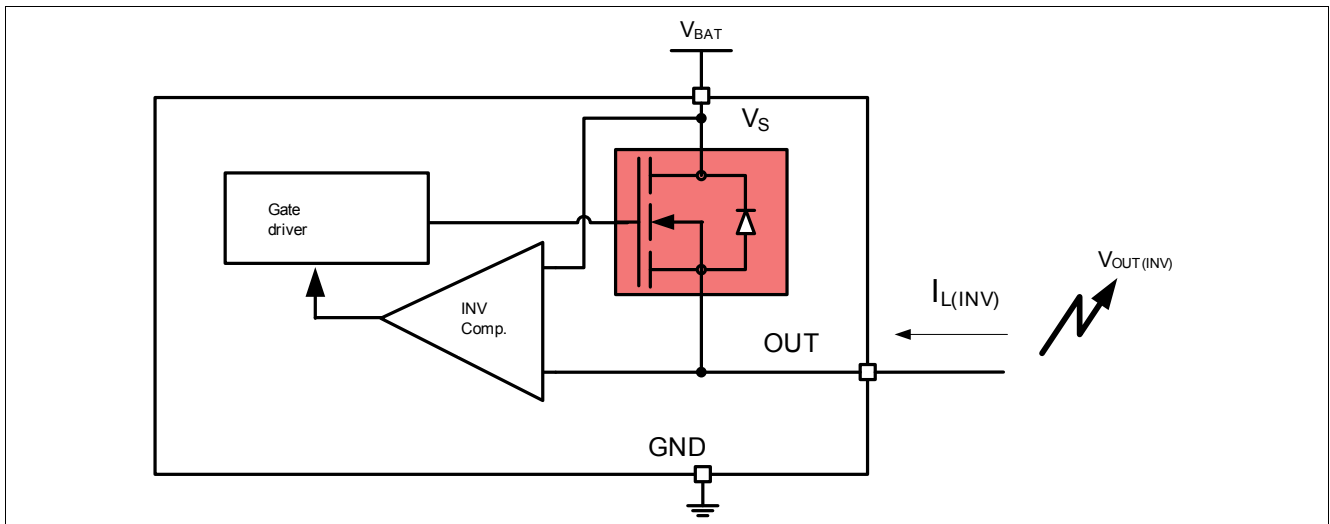 VBAT
VS
Gate
driver
INV
Comp.
OUT
IL(INV)
VOUT(INV)
GND